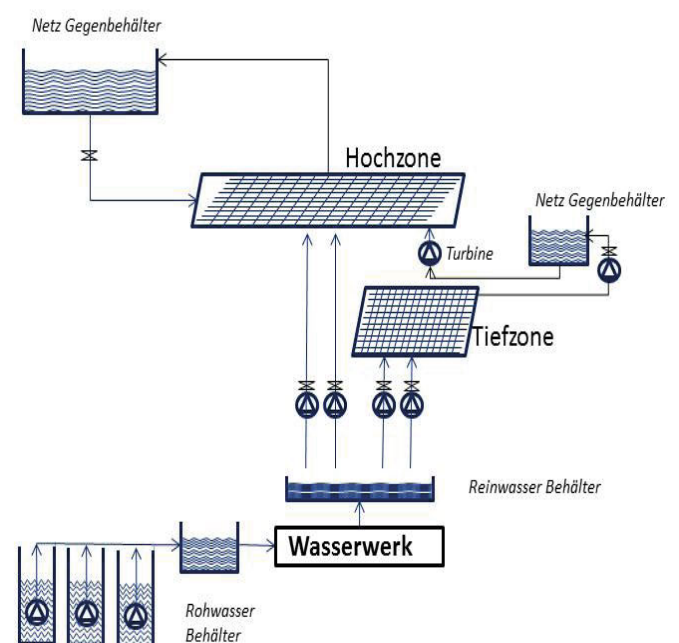 Netz Gegenbehälter
Hochzone
Netz Gegenbehälter
Turbine
Tiefzone
Reinwasser Behälter
Wasserwerk
Rohwasser
Behälter